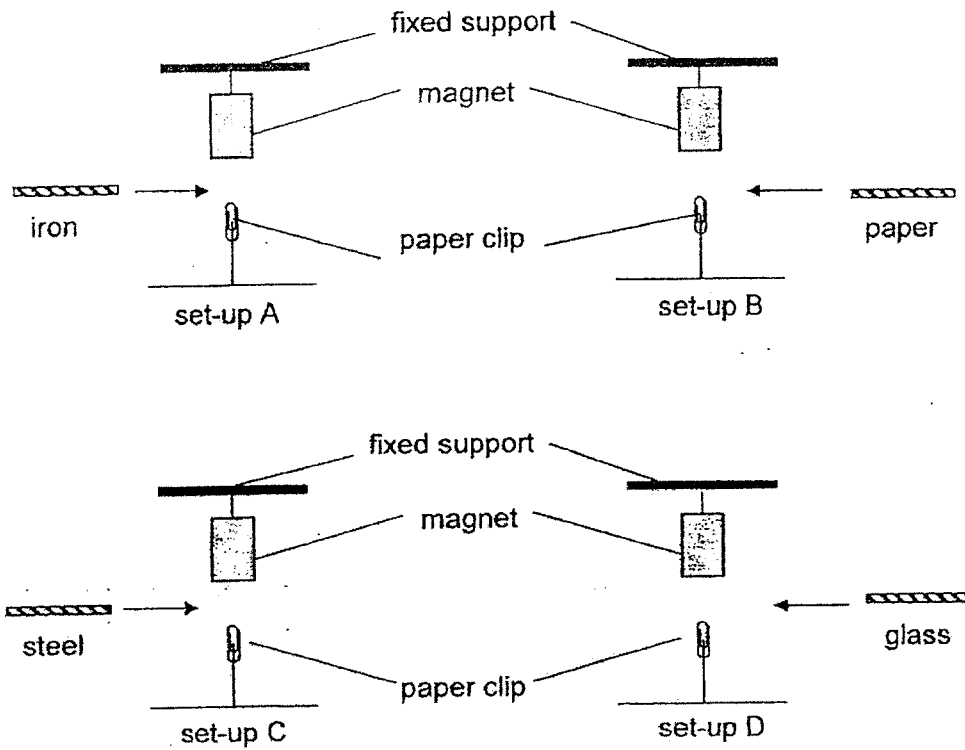 fixed support
magnet
iron
paper
paper clip
set-up A
set-up B
fixed support
magnet
steel
glass
paper clip
set-up C
set-up D